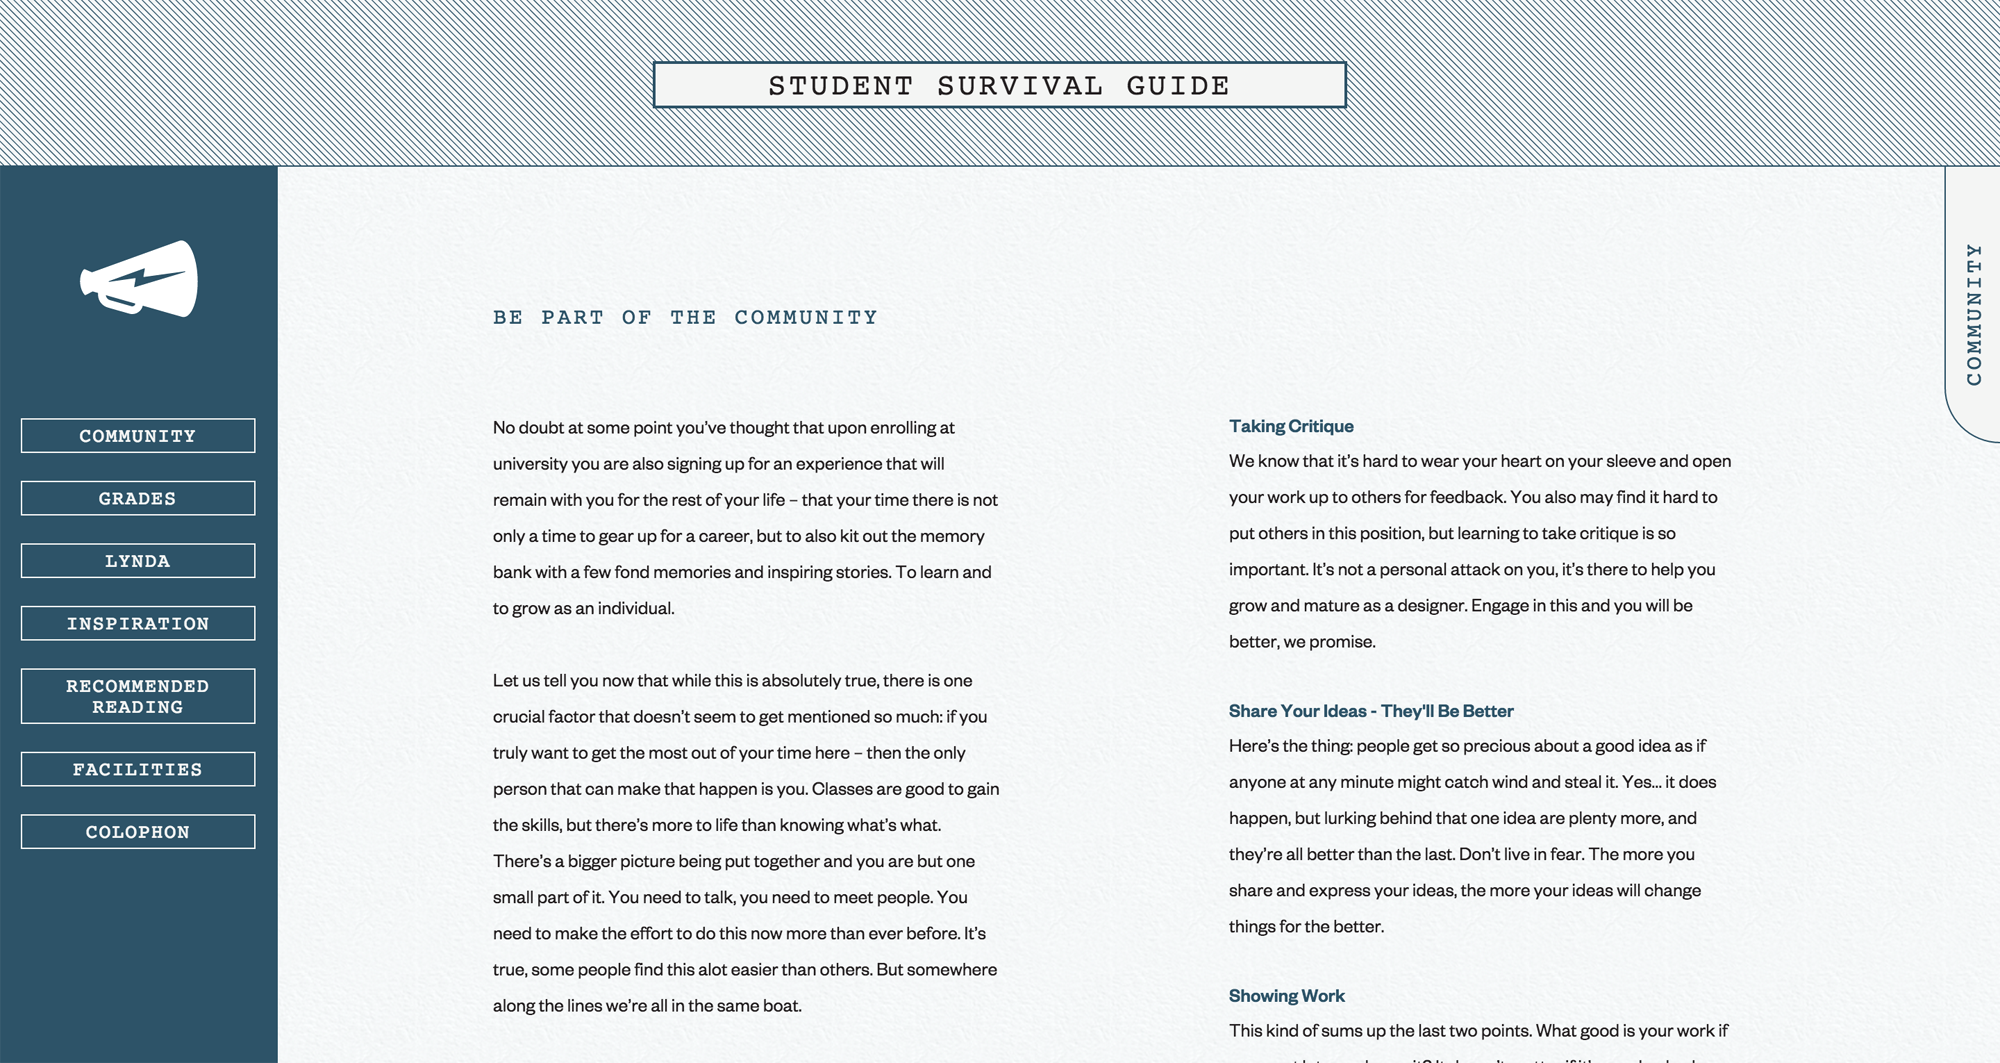 STUDENT SURVIVAL GUIDE
COMMUNITY
GRADES
LYNDA
INSPIRATION
RECOMMENDED
READING
FACILITIES
COLOPHON
COMMUNITY
BE PART OF THE COMMUNITY
No doubt at some point you’ve thought that upon enrolling at
university you are also signing up for an experience that will
remain with you for the rest of your life – that your time there is not
only a time to gear up for a career, but to also kit out the memory
bank with a few fond memories and inspiring stories. To learn and
to grow as an individual.
Let us tell you now that while this is absolutely true, there is one
crucial factor that doesn’t seem to get mentioned so much: if you
truly want to get the most out of your time here – then the only
person that can make that happen is you. Classes are good to gain
the skills, but there’s more to life than knowing what’s what.
There’s a bigger picture being put together and you are but one
small part of it. You need to talk, you need to meet people. You
need to make the effort to do this now more than ever before. It’s
true, some people find this alot easier than others. But somewhere
along the lines we’re all in the same boat.
Taking Critique
We know that it’s hard to wear your heart on your sleeve and open
your work up to others for feedback. You also may find it hard to
put others in this position, but learning to take critique is so
important. It’s not a personal attack on you, it’s there to help you
grow and mature as a designer. Engage in this and you will be
better, we promise.
Share Your Ideas - They'll Be Better
Here’s the thing: people get so precious about a good idea as if
anyone at any minute might catch wind and steal it. Yes... it does
happen, but lurking behind that one idea are plenty more, and
they’re all better than the last. Don’t live in fear. The more you
share and express your ideas, the more your ideas will change
things for the better.
Showing Work
This kind of sums up the last two points. What good is your work if